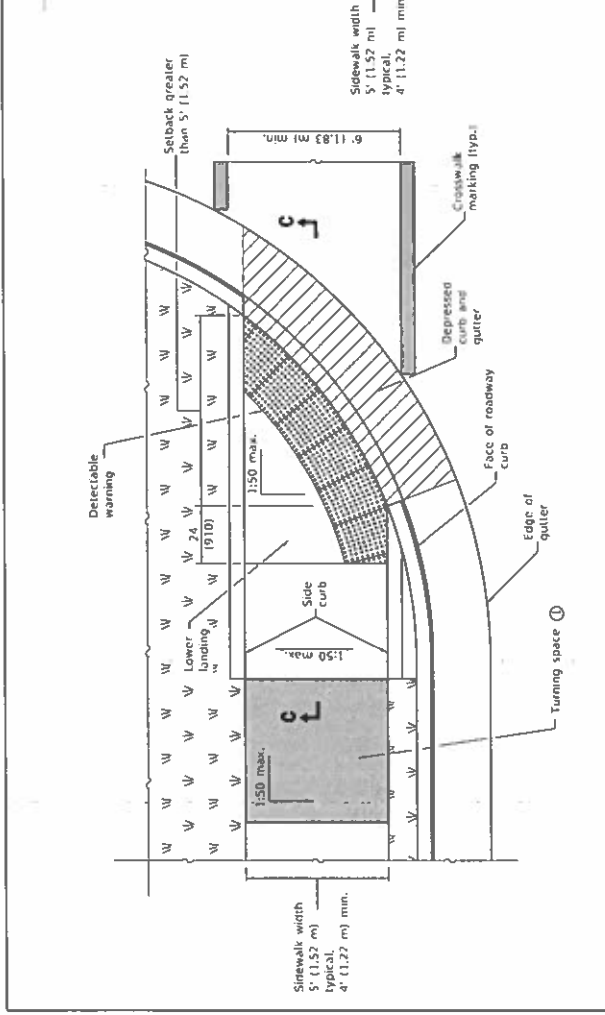 Sidewalk width
5' (1.52 m)
typical.
4' (1.22 m) min.
Setback greater
than 5' (1.52 m)
6' (1.83 m) min.
C
Crosswalk
marking (typ.)
Depressed
curb and
gutter
Face of roadway
curb
Edge of
gutter
Detectable
warning
24
(910)
1:50 max.
Lower
landing
Side
curb
1:50 max.
C
1:50 max.
Turning space ①
Sidewalk width
5' (1.52 m)
typical.
4' (1.22 m) min.